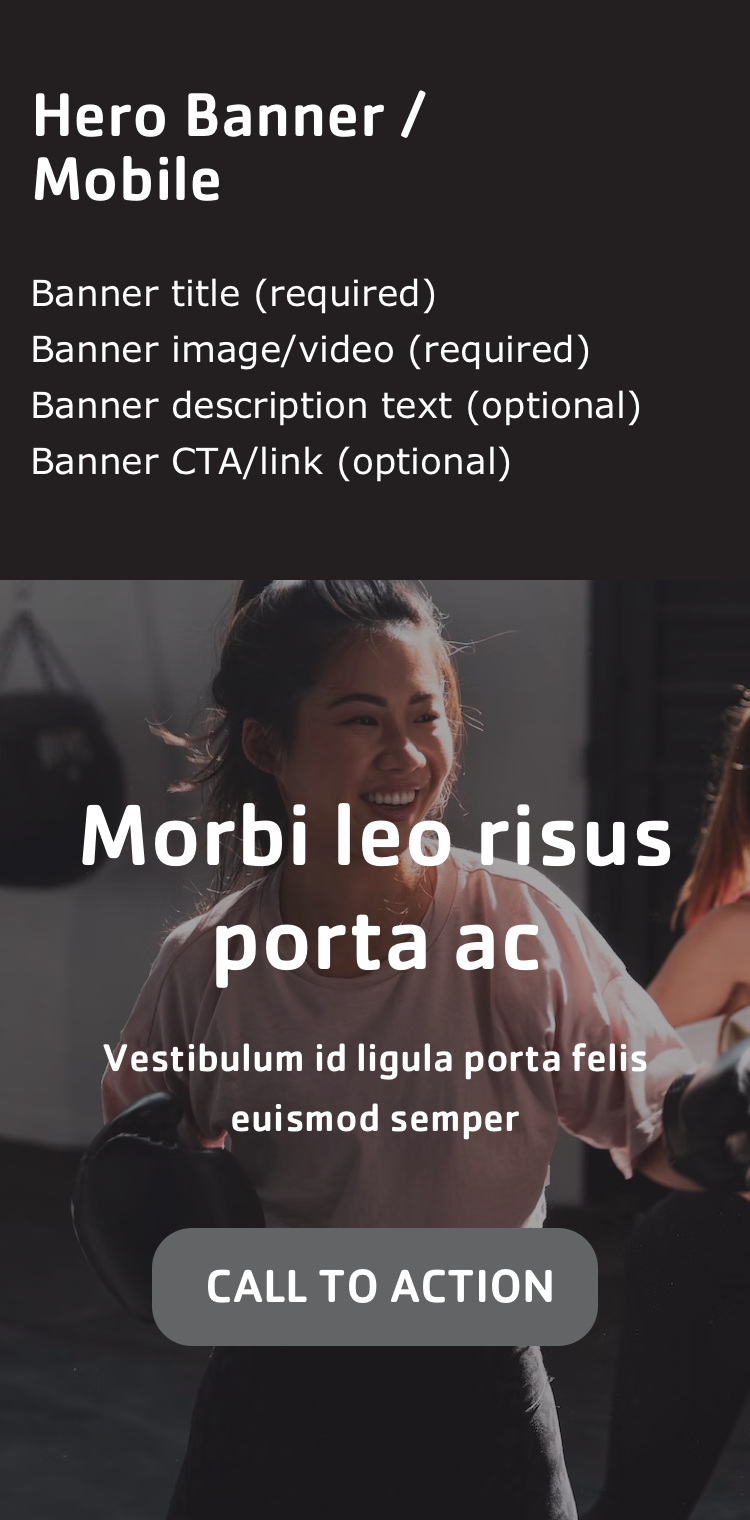 Hero Banner /
Mobile
Banner title (required)
Banner image/video (required)
Banner description text (optional)
Banner CTA/link (optional)
Morbi leo risus
porta ac
Vestibulum id ligula porta felis
euismod semper
CALL TO ACTION